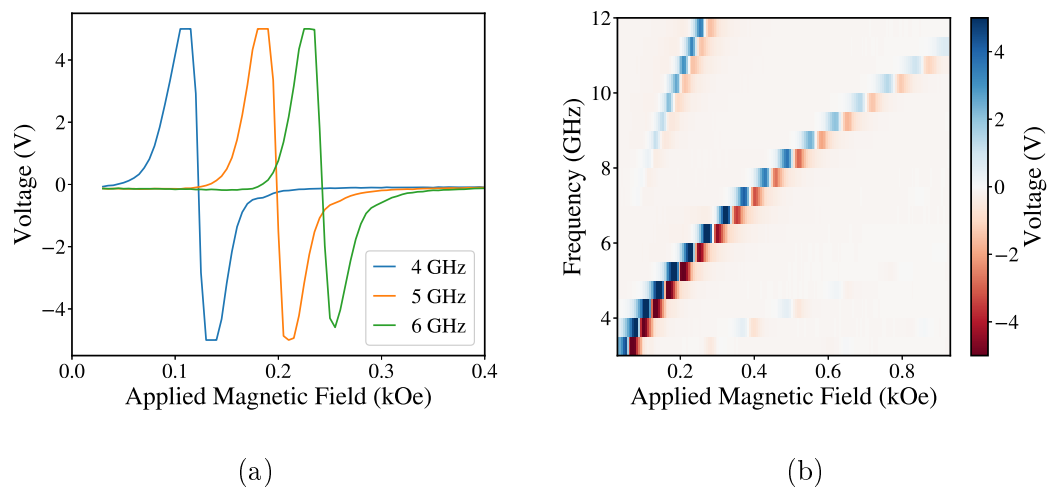 4
2
0
−2
−4
Voltage (V)
0.0
0.1
0.2
0.3
0.4
Applied Magnetic Field (kOe)
4 GHz
5 GHz
6 GHz
(a)
12
10
8
6
4
Frequency (GHz)
0.2
0.4
0.6
0.8
Applied Magnetic Field (kOe)
4
2
0
−2
−4
Voltage (V)
(b)